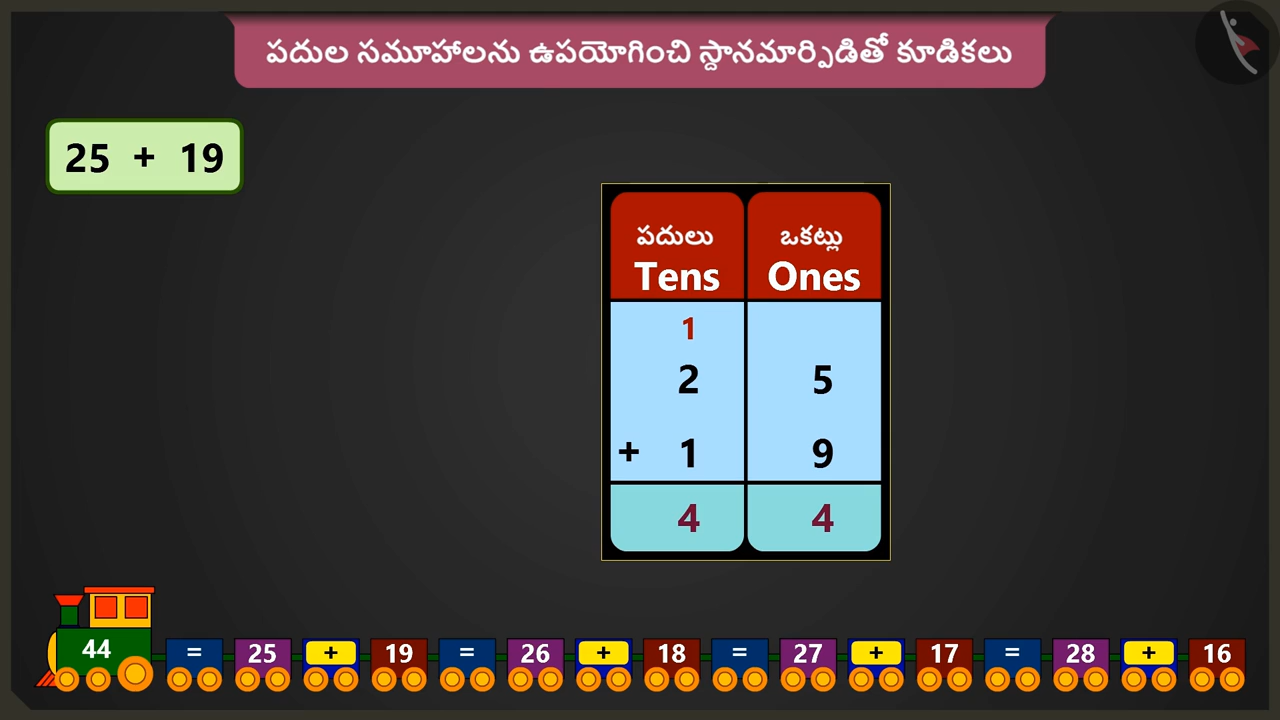 పదుల సమూహాలను ఉపయోగించి స్దానమార్పిడితో కూడికలు
25 + 19
పదులు ఒకట్లు
Tens Ones
1
2 5
+ 1 9
4 4
44 = 25 + 19 = 26 + 18 = 27 + 17 = 28 + 16